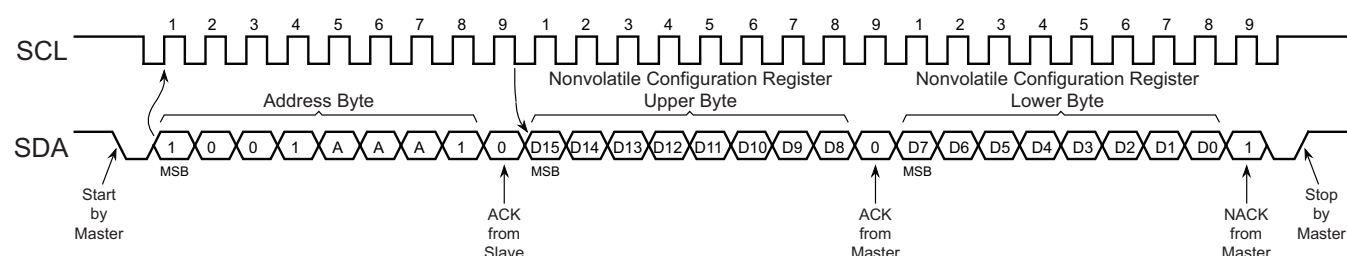 1 2 3 4 5 6 7 8 9 1 2 3 4 5 6 7 8 9 1 2 3 4 5 6 7 8 9
SCL
Nonvolatile Configuration Register Nonvolatile Configuration Register
Address Byte Upper Byte Lower Byte
SDA 1 0 0 1 A A A 1 0 D15 D14 D13 D12 D11 D10 D9 D8 0 D7 D6 D5 D4 D3 D2 D1 D0 1
MSB MSB MSB
Start
by
Master
ACK
from
Slave
ACK
from
Master
NACK
from
Master
Stop
by
Master